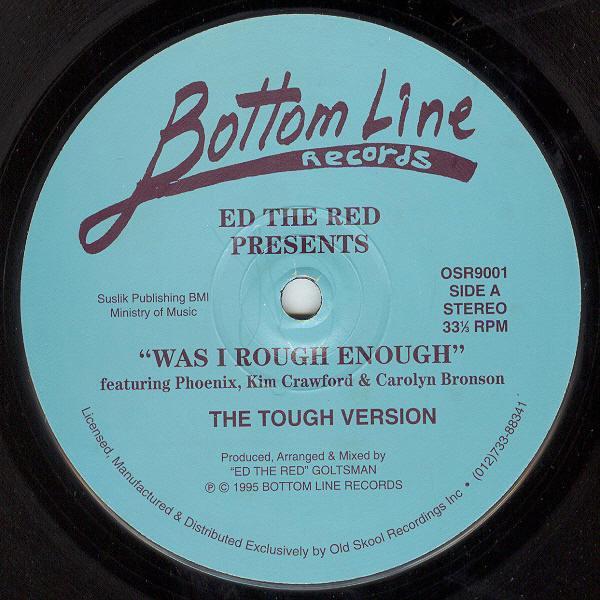 Bottom Line
Records
ED THE RED
PRESENTS
Suslik Publishing BMI
Ministry of Music
OSR9001
SIDE A
STEREO
33⅓ RPM
“WAS I ROUGH ENOUGH”
featuring Phoenix, Kim Crawford & Carolyn Bronson
THE TOUGH VERSION
Produced, Arranged & Mixed by
“ED THE RED” GOLTSMAN
℗ © 1995 BOTTOM LINE RECORDS
Licensed, Manufactured & Distributed Exclusively by Old Skool Recordings Inc • (012)733-88341